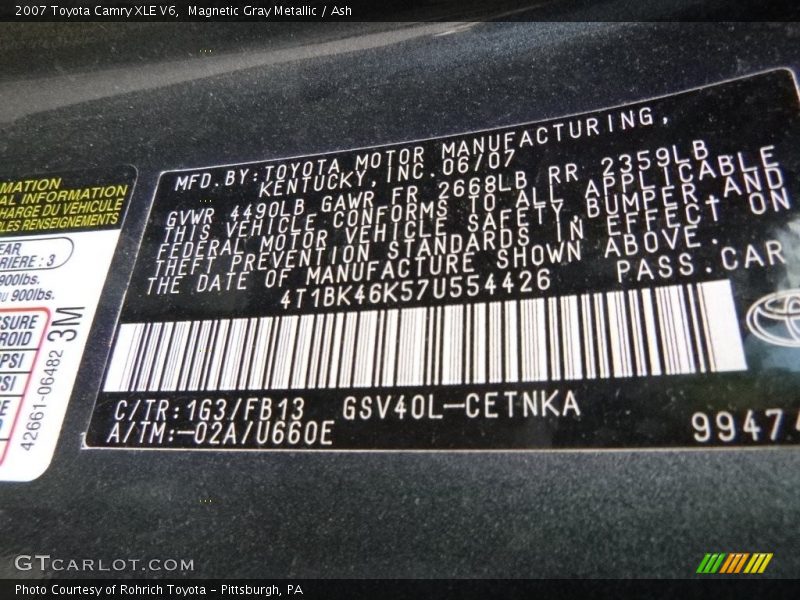 2007 Toyota Camry XLE V6,  Magnetic Gray Metallic / Ash
MFD. BY: TOYOTA MOTOR MANUFACTURING,
KENTUCKY, INC. 06/07
GVWR 4490LB GAWR FR 2668LB RR 2359LB
THIS VEHICLE CONFORMS TO ALL APPLICABLE
FEDERAL MOTOR VEHICLE SAFETY, BUMPER AND
THEFT PREVENTION STANDARDS IN EFFECT ON
THE DATE OF MANUFACTURE SHOWN ABOVE.
4T1BK46K57U554426 PASS. CAR
C/TR: 1G3/FB13 GSV40L-CETNKA
A/TM:-02A/U660E
9947
MATION
AL INFORMATION
HARGE DU VEHICULE
LES RENSEIGNEMENTS
EAR
RIERE : 3
900lbs.
ou 900lbs.
SSURE
ROID
PSI
SI
E
42661-06482 3M
GTCARLOT.COM
Photo Courtesy of Rohrich Toyota - Pittsburgh, PA